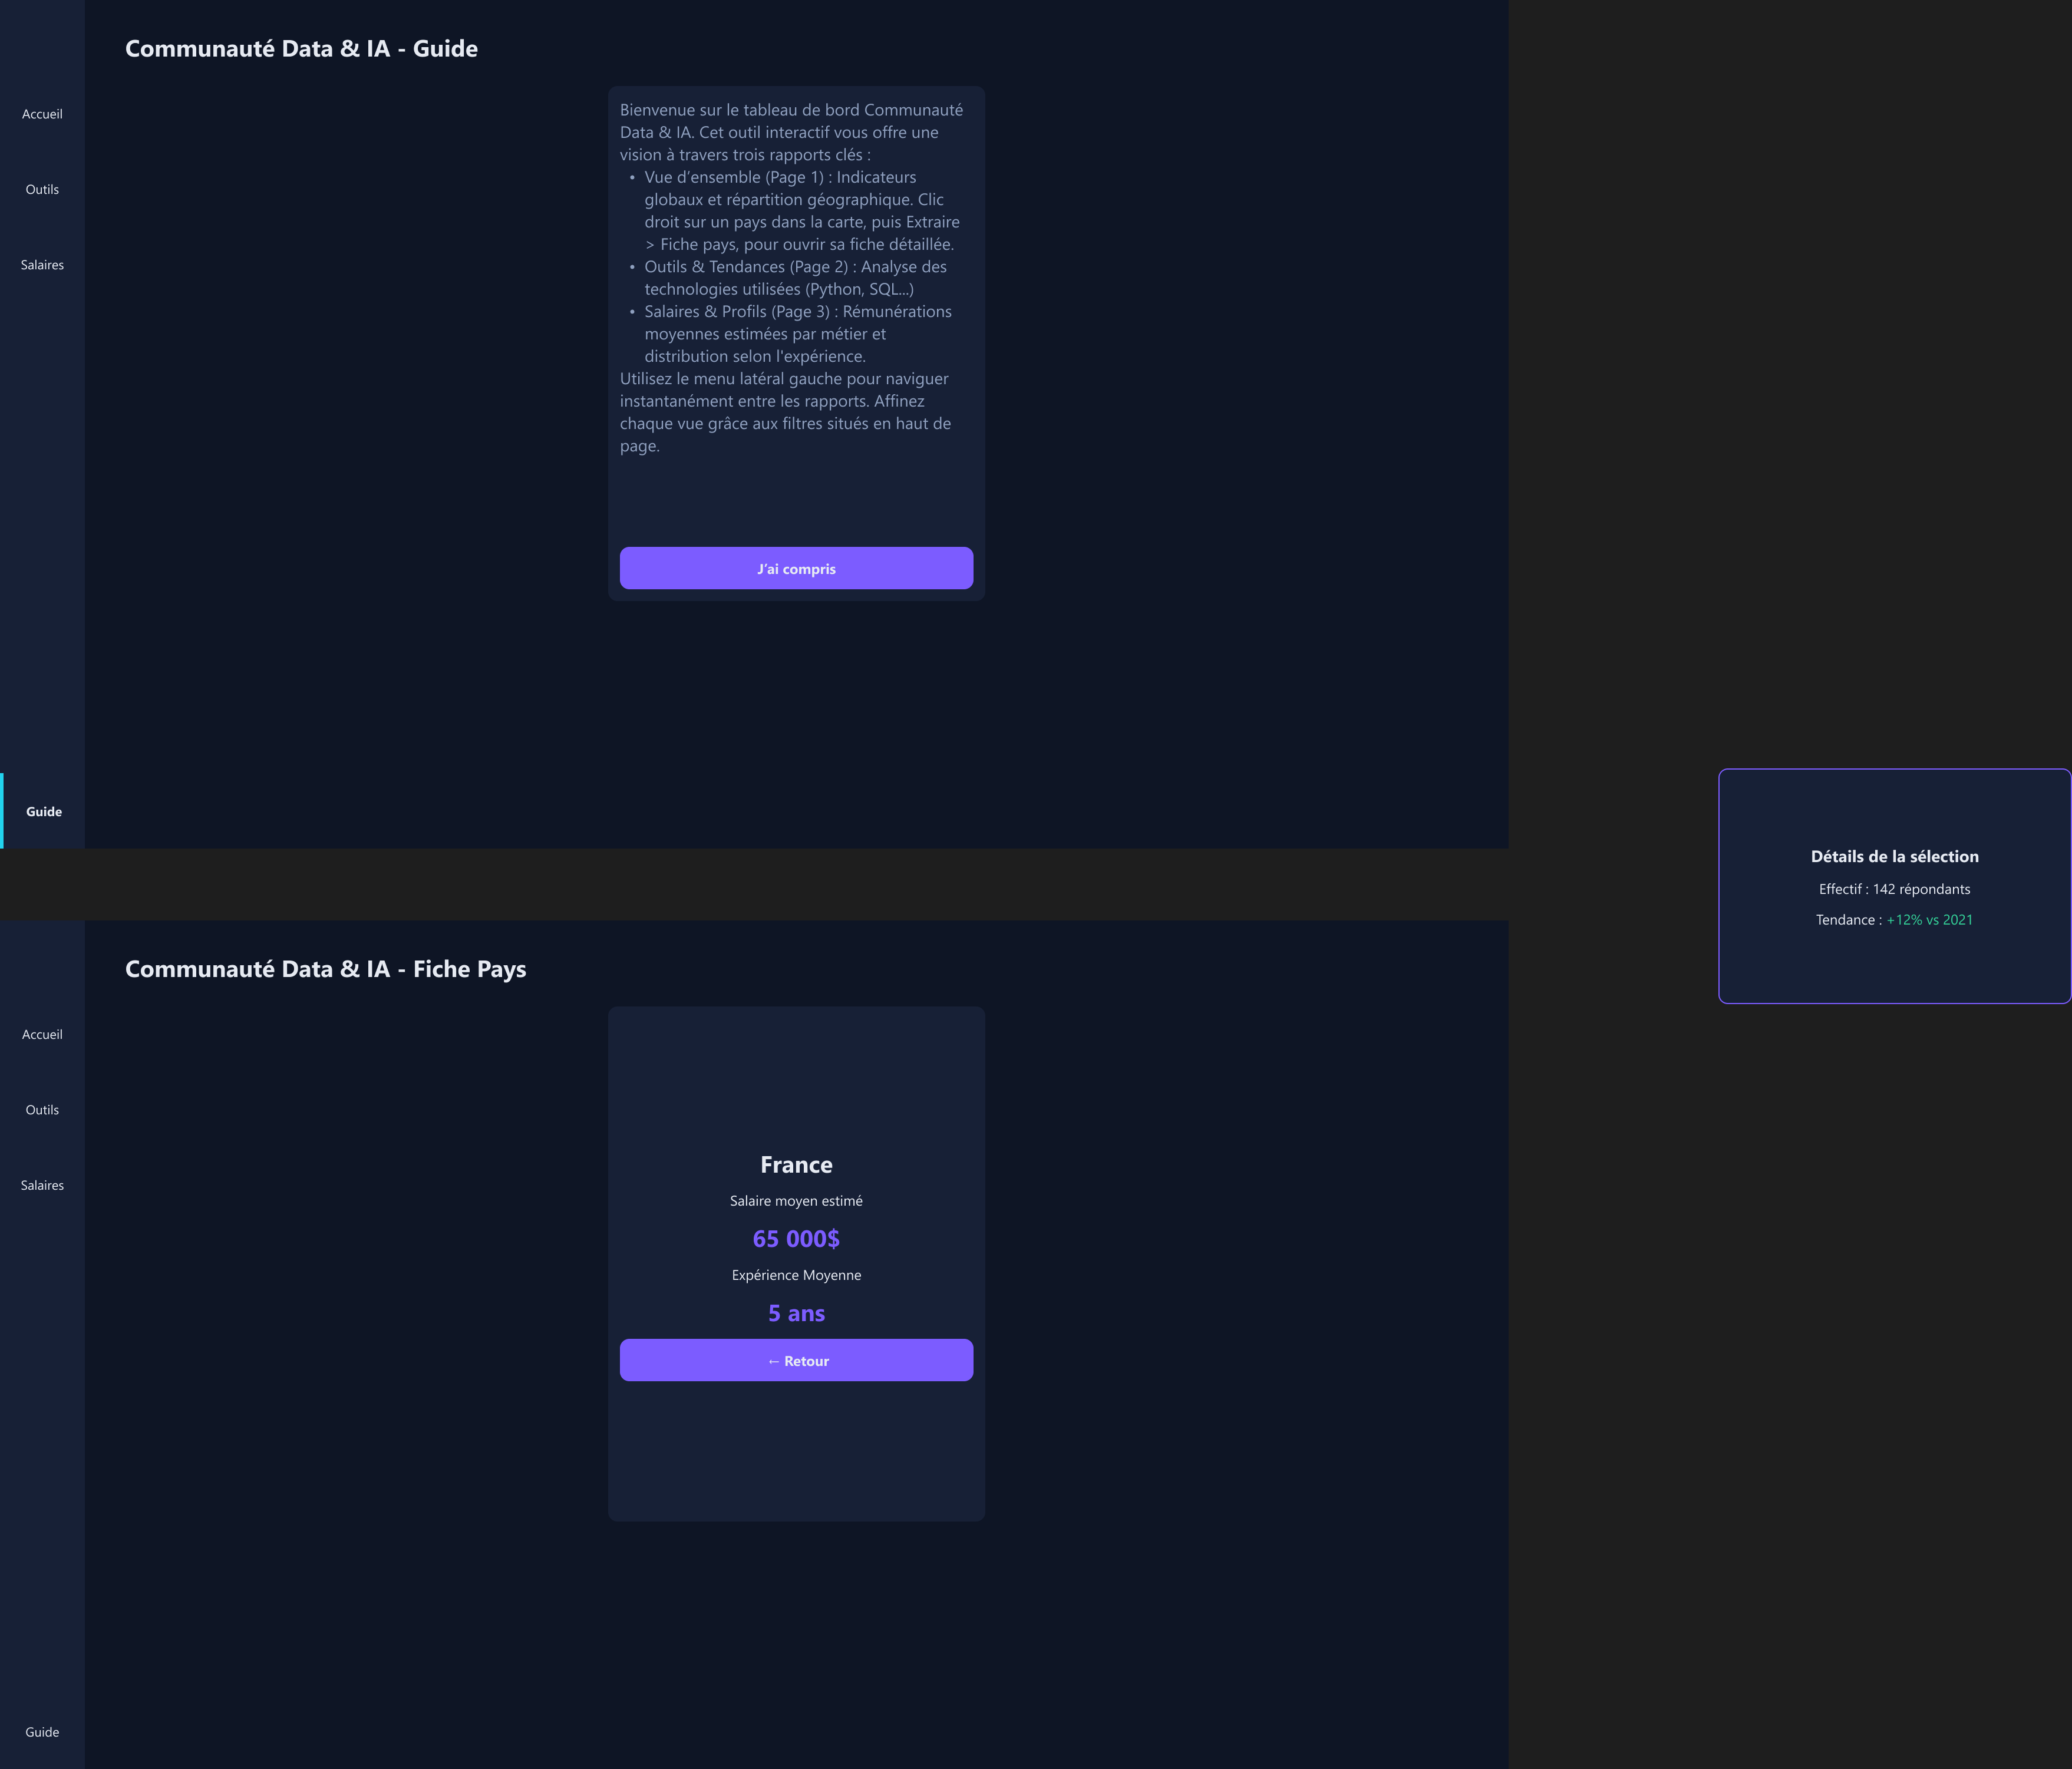 Communauté Data & IA - Guide
Accueil
Outils
Salaires
Guide
Bienvenue sur le tableau de bord Communauté
Data & IA. Cet outil interactif vous offre une
vision à travers trois rapports clés :
• Vue d’ensemble (Page 1) : Indicateurs
globaux et répartition géographique. Clic
droit sur un pays dans la carte, puis Extraire
> Fiche pays, pour ouvrir sa fiche détaillée.
• Outils & Tendances (Page 2) : Analyse des
technologies utilisées (Python, SQL...)
• Salaires & Profils (Page 3) : Rémunérations
moyennes estimées par métier et
distribution selon l'expérience.
Utilisez le menu latéral gauche pour naviguer
instantanément entre les rapports. Affinez
chaque vue grâce aux filtres situés en haut de
page.
J’ai compris
Détails de la sélection
Effectif : 142 répondants
Tendance : +12% vs 2021
Communauté Data & IA - Fiche Pays
Accueil
Outils
Salaires
Guide
France
Salaire moyen estimé
65 000$
Expérience Moyenne
5 ans
← Retour